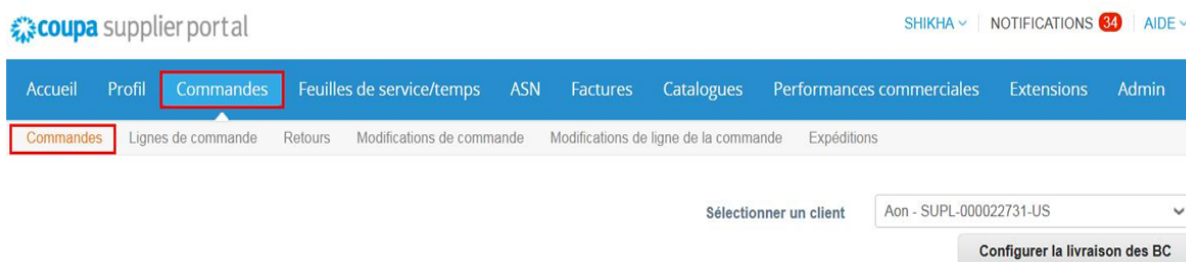 coupa supplier portal SHIKHA NOTIFICATIONS 34 AIDE
Accueil Profil Commandes Feuilles de service/temps ASN Factures Catalogues Performances commerciales Extensions Admin
Commandes Lignes de commande Retours Modifications de commande Modifications de ligne de la commande Expéditions
Sélectionner un client Aon - SUPL-000022731-US
Configurer la livraison des BC